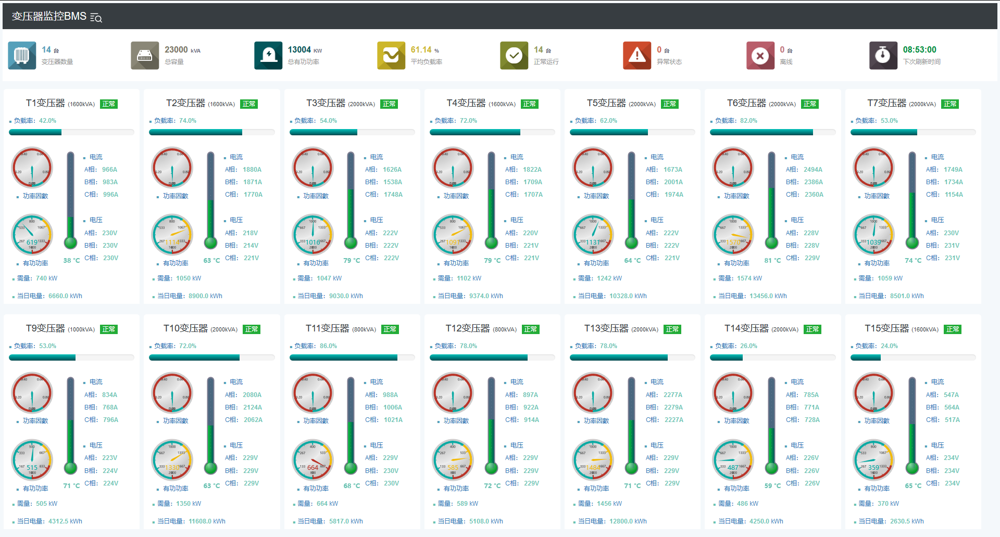 变压器监控BMS
14 台
变压器数量
23000 kVA
总容量
13004 KW
总有功功率
61.14 %
平均负载率
14 台
正常运行
0 台
异常状态
0 台
离线
08:53:00
下次刷新时间
T1变压器 (1600kVA) 正常
负载率: 42.0%
电流
A相: 966A
B相: 983A
C相: 996A
功率因數
电压
A相: 230V
B相: 230V
C相: 230V
619
有功功率
38 °C
需量: 740 kW
当日电量: 6660.0 kWh
T2变压器 (1600kVA) 正常
负载率: 74.0%
电流
A相: 1880A
B相: 1871A
C相: 1770A
功率因數
电压
A相: 218V
B相: 214V
C相: 221V
1114
有功功率
63 °C
需量: 1050 kW
当日电量: 8900.0 kWh
T3变压器 (2000kVA) 正常
负载率: 54.0%
电流
A相: 1626A
B相: 1538A
C相: 1748A
功率因數
电压
A相: 222V
B相: 222V
C相: 222V
1016
有功功率
79 °C
需量: 1047 kW
当日电量: 9030.0 kWh
T4变压器 (1600kVA) 正常
负载率: 72.0%
电流
A相: 1822A
B相: 1709A
C相: 1707A
功率因數
电压
A相: 220V
B相: 221V
C相: 221V
1091
有功功率
79 °C
需量: 1102 kW
当日电量: 9374.0 kWh
T5变压器 (2000kVA) 正常
负载率: 62.0%
电流
A相: 1673A
B相: 2001A
C相: 1974A
功率因數
电压
A相: 222V
B相: 222V
C相: 221V
1131
有功功率
64 °C
需量: 1242 kW
当日电量: 10328.0 kWh
T6变压器 (2000kVA) 正常
负载率: 82.0%
电流
A相: 2494A
B相: 2386A
C相: 2360A
功率因數
电压
A相: 228V
B相: 228V
C相: 229V
1570
有功功率
81 °C
需量: 1574 kW
当日电量: 13456.0 kWh
T7变压器 (2000kVA) 正常
负载率: 53.0%
电流
A相: 1749A
B相: 1734A
C相: 1154A
功率因數
电压
A相: 230V
B相: 231V
C相: 231V
1039
有功功率
74 °C
需量: 1059 kW
当日电量: 8501.0 kWh
T9变压器 (1000kVA) 正常
负载率: 53.0%
电流
A相: 834A
B相: 768A
C相: 796A
功率因數
电压
A相: 223V
B相: 224V
C相: 224V
515
有功功率
71 °C
需量: 505 kW
当日电量: 4312.5 kWh
T10变压器 (2000kVA) 正常
负载率: 72.0%
电流
A相: 2080A
B相: 2124A
C相: 2062A
功率因數
电压
A相: 229V
B相: 229V
C相: 229V
1330
有功功率
63 °C
需量: 1350 kW
当日电量: 11608.0 kWh
T11变压器 (800kVA) 正常
负载率: 86.0%
电流
A相: 988A
B相: 1006A
C相: 1021A
功率因數
电压
A相: 229V
B相: 230V
C相: 230V
664
有功功率
68 °C
需量: 664 kW
当日电量: 5817.0 kWh
T12变压器 (800kVA) 正常
负载率: 78.0%
电流
A相: 897A
B相: 922A
C相: 914A
功率因數
电压
A相: 229V
B相: 229V
C相: 229V
585
有功功率
72 °C
需量: 589 kW
当日电量: 5108.0 kWh
T13变压器 (2000kVA) 正常
负载率: 78.0%
电流
A相: 2277A
B相: 2279A
C相: 2227A
功率因數
电压
A相: 229V
B相: 229V
C相: 229V
1484
有功功率
71 °C
需量: 1456 kW
当日电量: 12800.0 kWh
T14变压器 (2000kVA) 正常
负载率: 26.0%
电流
A相: 785A
B相: 771A
C相: 728A
功率因數
电压
A相: 226V
B相: 226V
C相: 226V
487
有功功率
59 °C
需量: 486 kW
当日电量: 4250.0 kWh
T15变压器 (1600kVA) 正常
负载率: 24.0%
电流
A相: 547A
B相: 564A
C相: 517A
功率因數
电压
A相: 234V
B相: 234V
C相: 234V
359
有功功率
65 °C
需量: 370 kW
当日电量: 2630.5 kWh